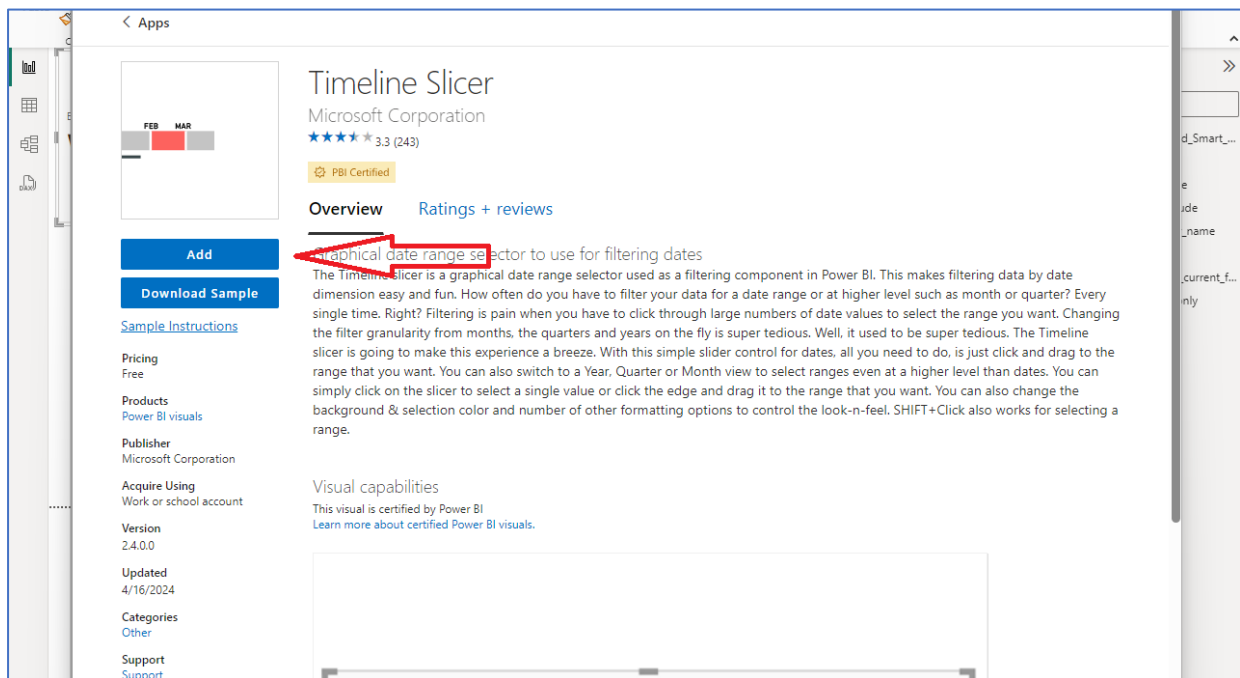 Apps
FEB MAR
Timeline Slicer
Microsoft Corporation
3.3 (243)
PBI Certified
Overview Ratings + reviews
Add
Download Sample
Sample Instructions
Pricing
Free
Products
Power BI visuals
Publisher
Microsoft Corporation
Acquire Using
Work or school account
Version
2.4.0.0
Updated
4/16/2024
Categories
Other
Support
Support
Graphical date range selector to use for filtering dates
The Timeline slicer is a graphical date range selector used as a filtering component in Power BI. This makes filtering data by date
dimension easy and fun. How often do you have to filter your data for a date range or at higher level such as month or quarter? Every
single time. Right? Filtering is pain when you have to click through large numbers of date values to select the range you want. Changing
the filter granularity from months, the quarters and years on the fly is super tedious. Well, it used to be super tedious. The Timeline
slicer is going to make this experience a breeze. With this simple slider control for dates, all you need to do, is just click and drag to the
range that you want. You can also switch to a Year, Quarter or Month view to select ranges even at a higher level than dates. You can
simply click on the slicer to select a single value or click the edge and drag it to the range that you want. You can also change the
background & selection color and number of other formatting options to control the look-n-feel. SHIFT+Click also works for selecting a
range.
Visual capabilities
This visual is certified by Power BI
Learn more about certified Power BI visuals.
d_Smart_...
e
ude
_name
_current_f...
only